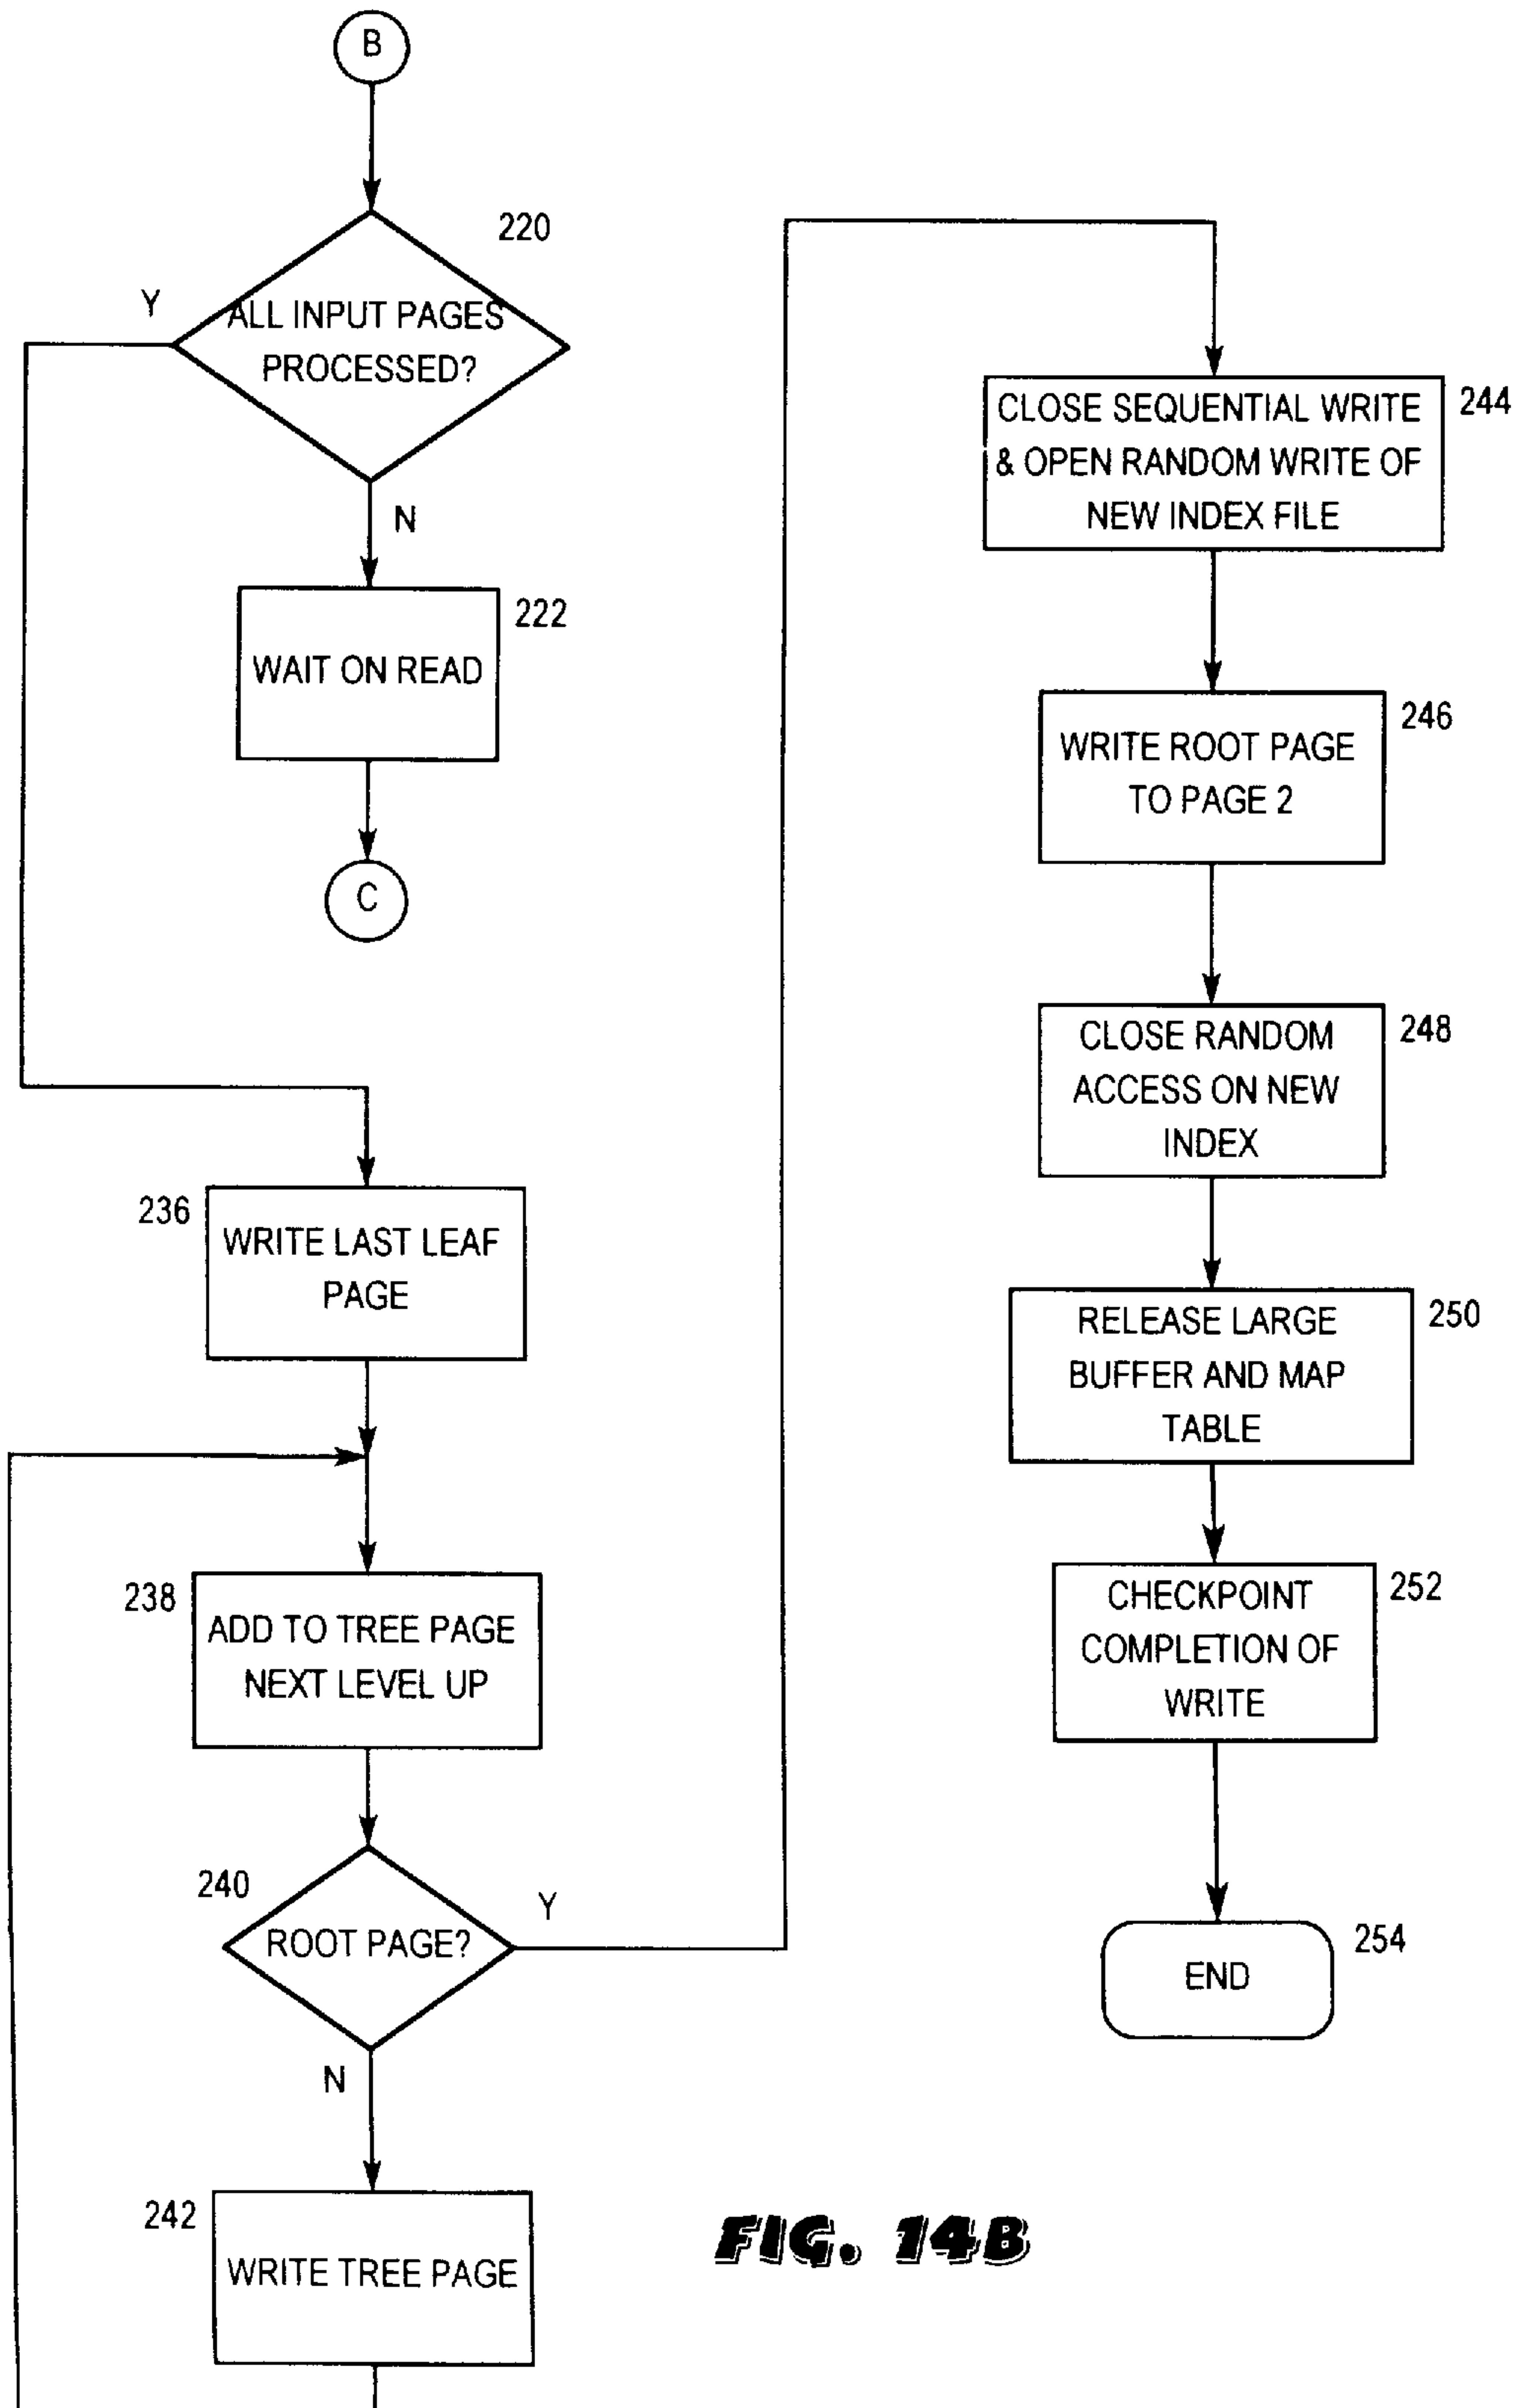 B
220
Y
ALL INPUT PAGES
PROCESSED?
N
222
WAIT ON READ
C
236
WRITE LAST LEAF
PAGE
238
ADD TO TREE PAGE
NEXT LEVEL UP
240
Y
ROOT PAGE?
N
242
WRITE TREE PAGE
CLOSE SEQUENTIAL WRITE
& OPEN RANDOM WRITE OF
NEW INDEX FILE
244
WRITE ROOT PAGE
TO PAGE 2
246
CLOSE RANDOM
ACCESS ON NEW
INDEX
248
RELEASE LARGE
BUFFER AND MAP
TABLE
250
CHECKPOINT
COMPLETION OF
WRITE
252
END
254
FIG. 14B